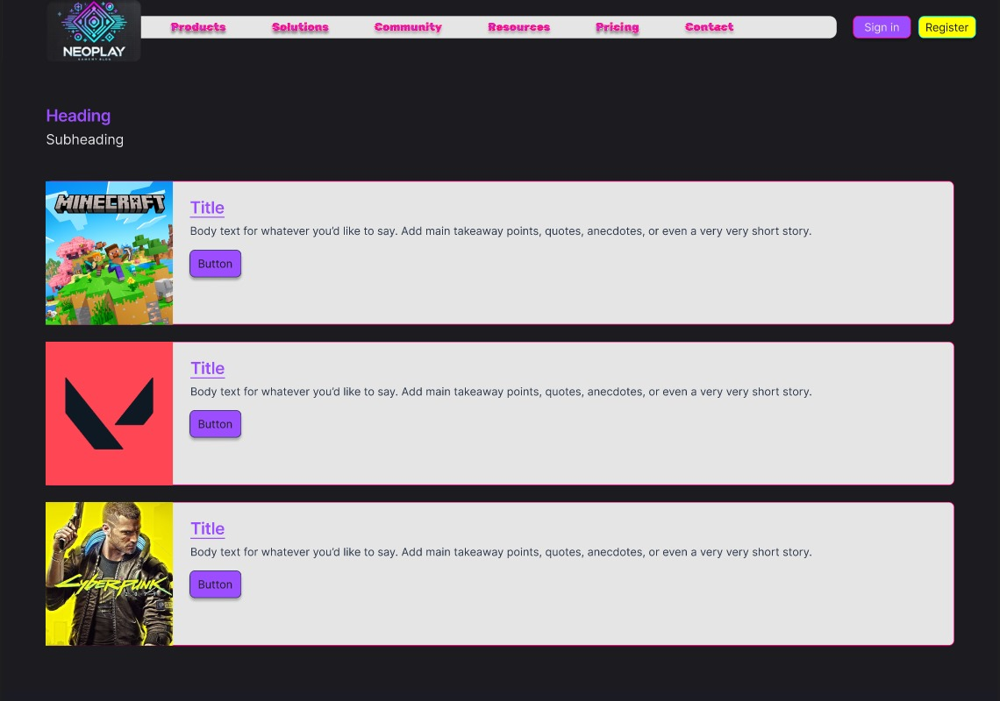 NEOPLAY
Products Solutions Community Resources Pricing Contact Sign in Register
Heading
Subheading
MINECRAFT
Title
Body text for whatever you'd like to say. Add main takeaway points, quotes, anecdotes, or even a very very short story.
Button
Title
Body text for whatever you'd like to say. Add main takeaway points, quotes, anecdotes, or even a very very short story.
Button
Title
Body text for whatever you'd like to say. Add main takeaway points, quotes, anecdotes, or even a very very short story.
Button
CYBERPUNK
2077